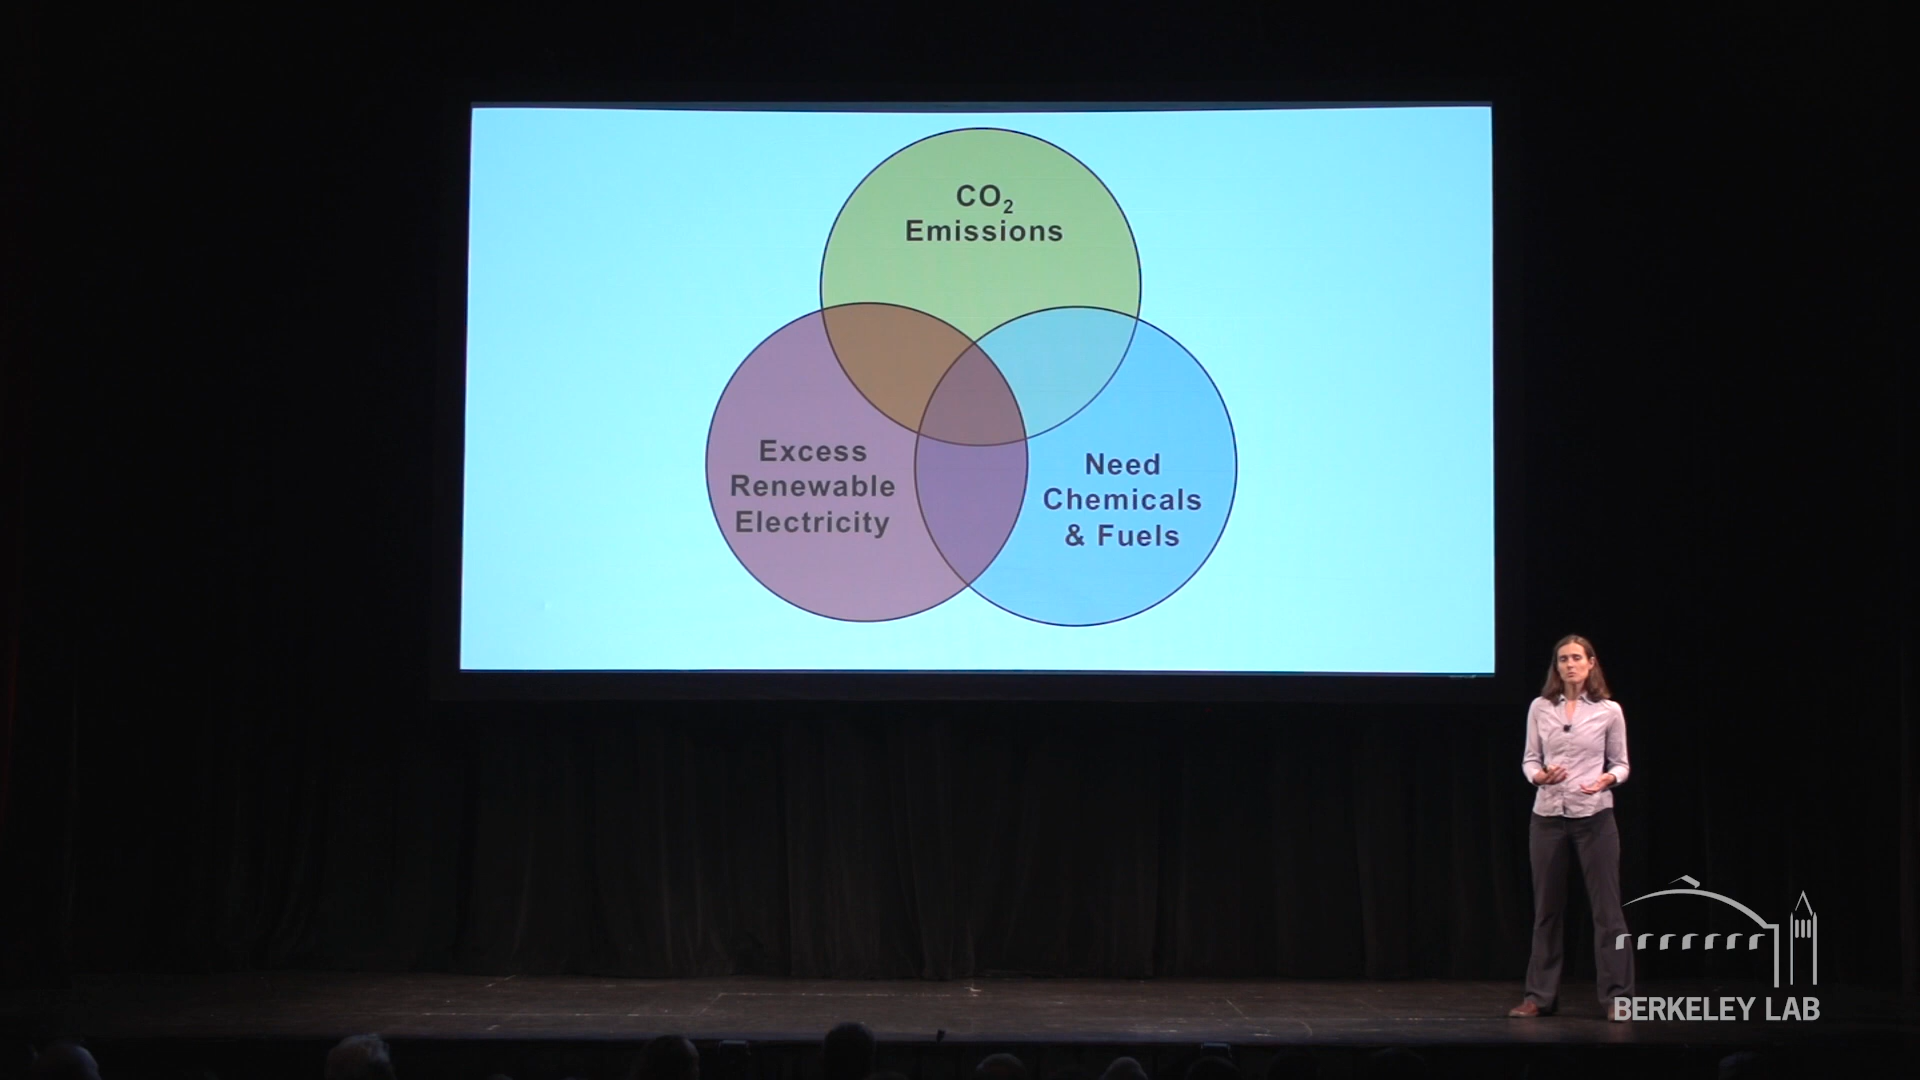 CO₂
Emissions
Excess
Renewable
Electricity
Need
Chemicals
& Fuels
BERKELEY LAB